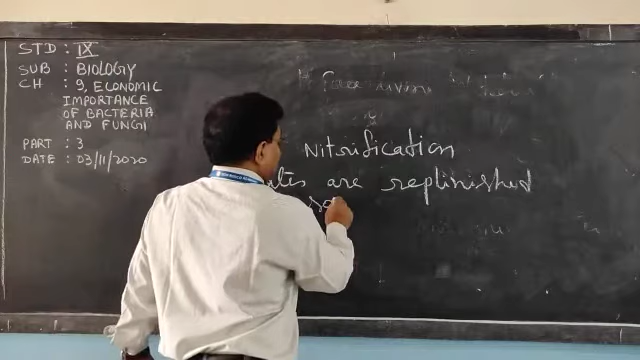 STD : IX
SUB : BIOLOGY
CH : 9, ECONOMIC
IMPORTANCE
OF BACTERIA
AND FUNGI
PART : 3
DATE : 03/11/2020
Nitrification
are replinished